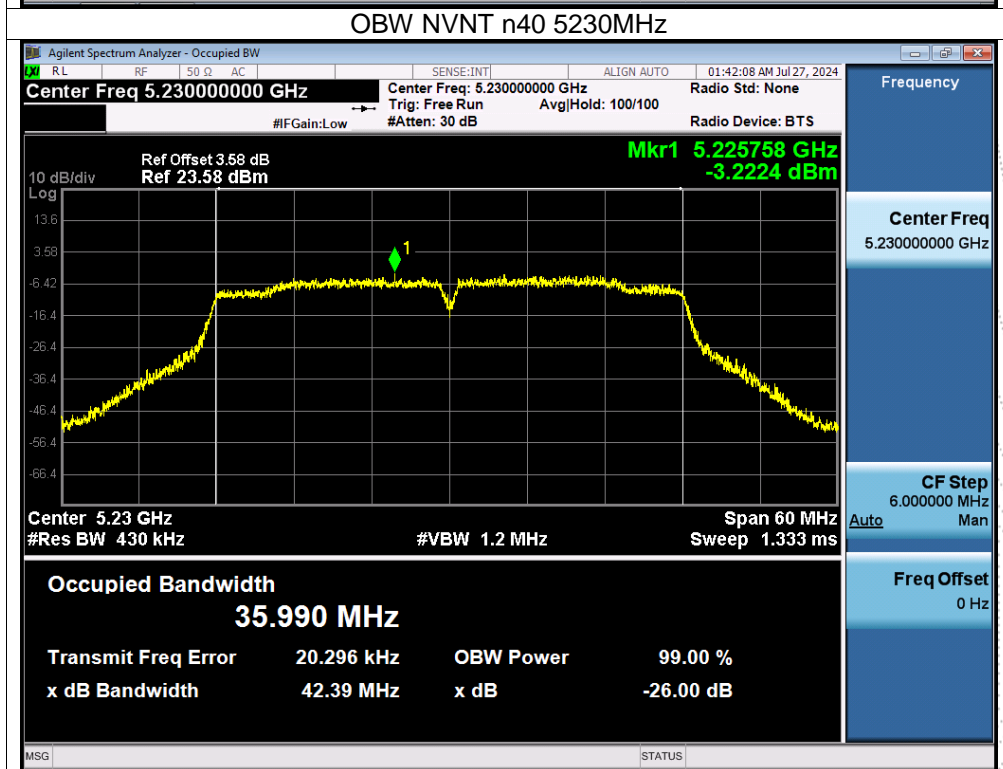 OBW NVNT n40 5230MHz
Agilent Spectrum Analyzer - Occupied BW
LXI RL RF 50 Ω AC SENSE:INT ALIGN AUTO 01:42:08 AM Jul 27, 2024
Center Freq 5.230000000 GHz
Center Freq: 5.230000000 GHz
Radio Std: None
Trig: Free Run Avg|Hold: 100/100
#IFGain:Low
#Atten: 30 dB
Radio Device: BTS
Mkr1 5.225758 GHz
-3.2224 dBm
Ref Offset 3.58 dB
10 dB/div Ref 23.58 dBm
Log
13.6
3.58
-6.42
-16.4
-26.4
-36.4
-46.4
-56.4
-66.4
1
Center 5.23 GHz Span 60 MHz
#Res BW 430 kHz #VBW 1.2 MHz Sweep 1.333 ms
Occupied Bandwidth
35.990 MHz
Transmit Freq Error 20.296 kHz OBW Power 99.00 %
x dB Bandwidth 42.39 MHz x dB -26.00 dB
MSG STATUS
Frequency
Center Freq
5.230000000 GHz
CF Step
6.000000 MHz
Auto Man
Freq Offset
0 Hz